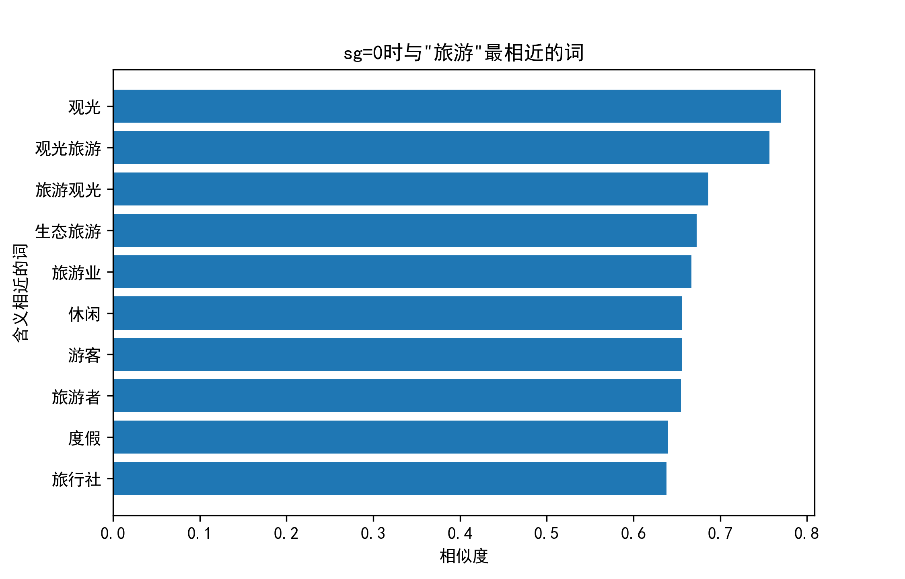 sg=0时与"旅游"最相近的词
观光
观光旅游
旅游观光
生态旅游
旅游业
休闲
游客
旅游者
度假
旅行社
含义相近的词
0.0 0.1 0.2 0.3 0.4 0.5 0.6 0.7 0.8
相似度